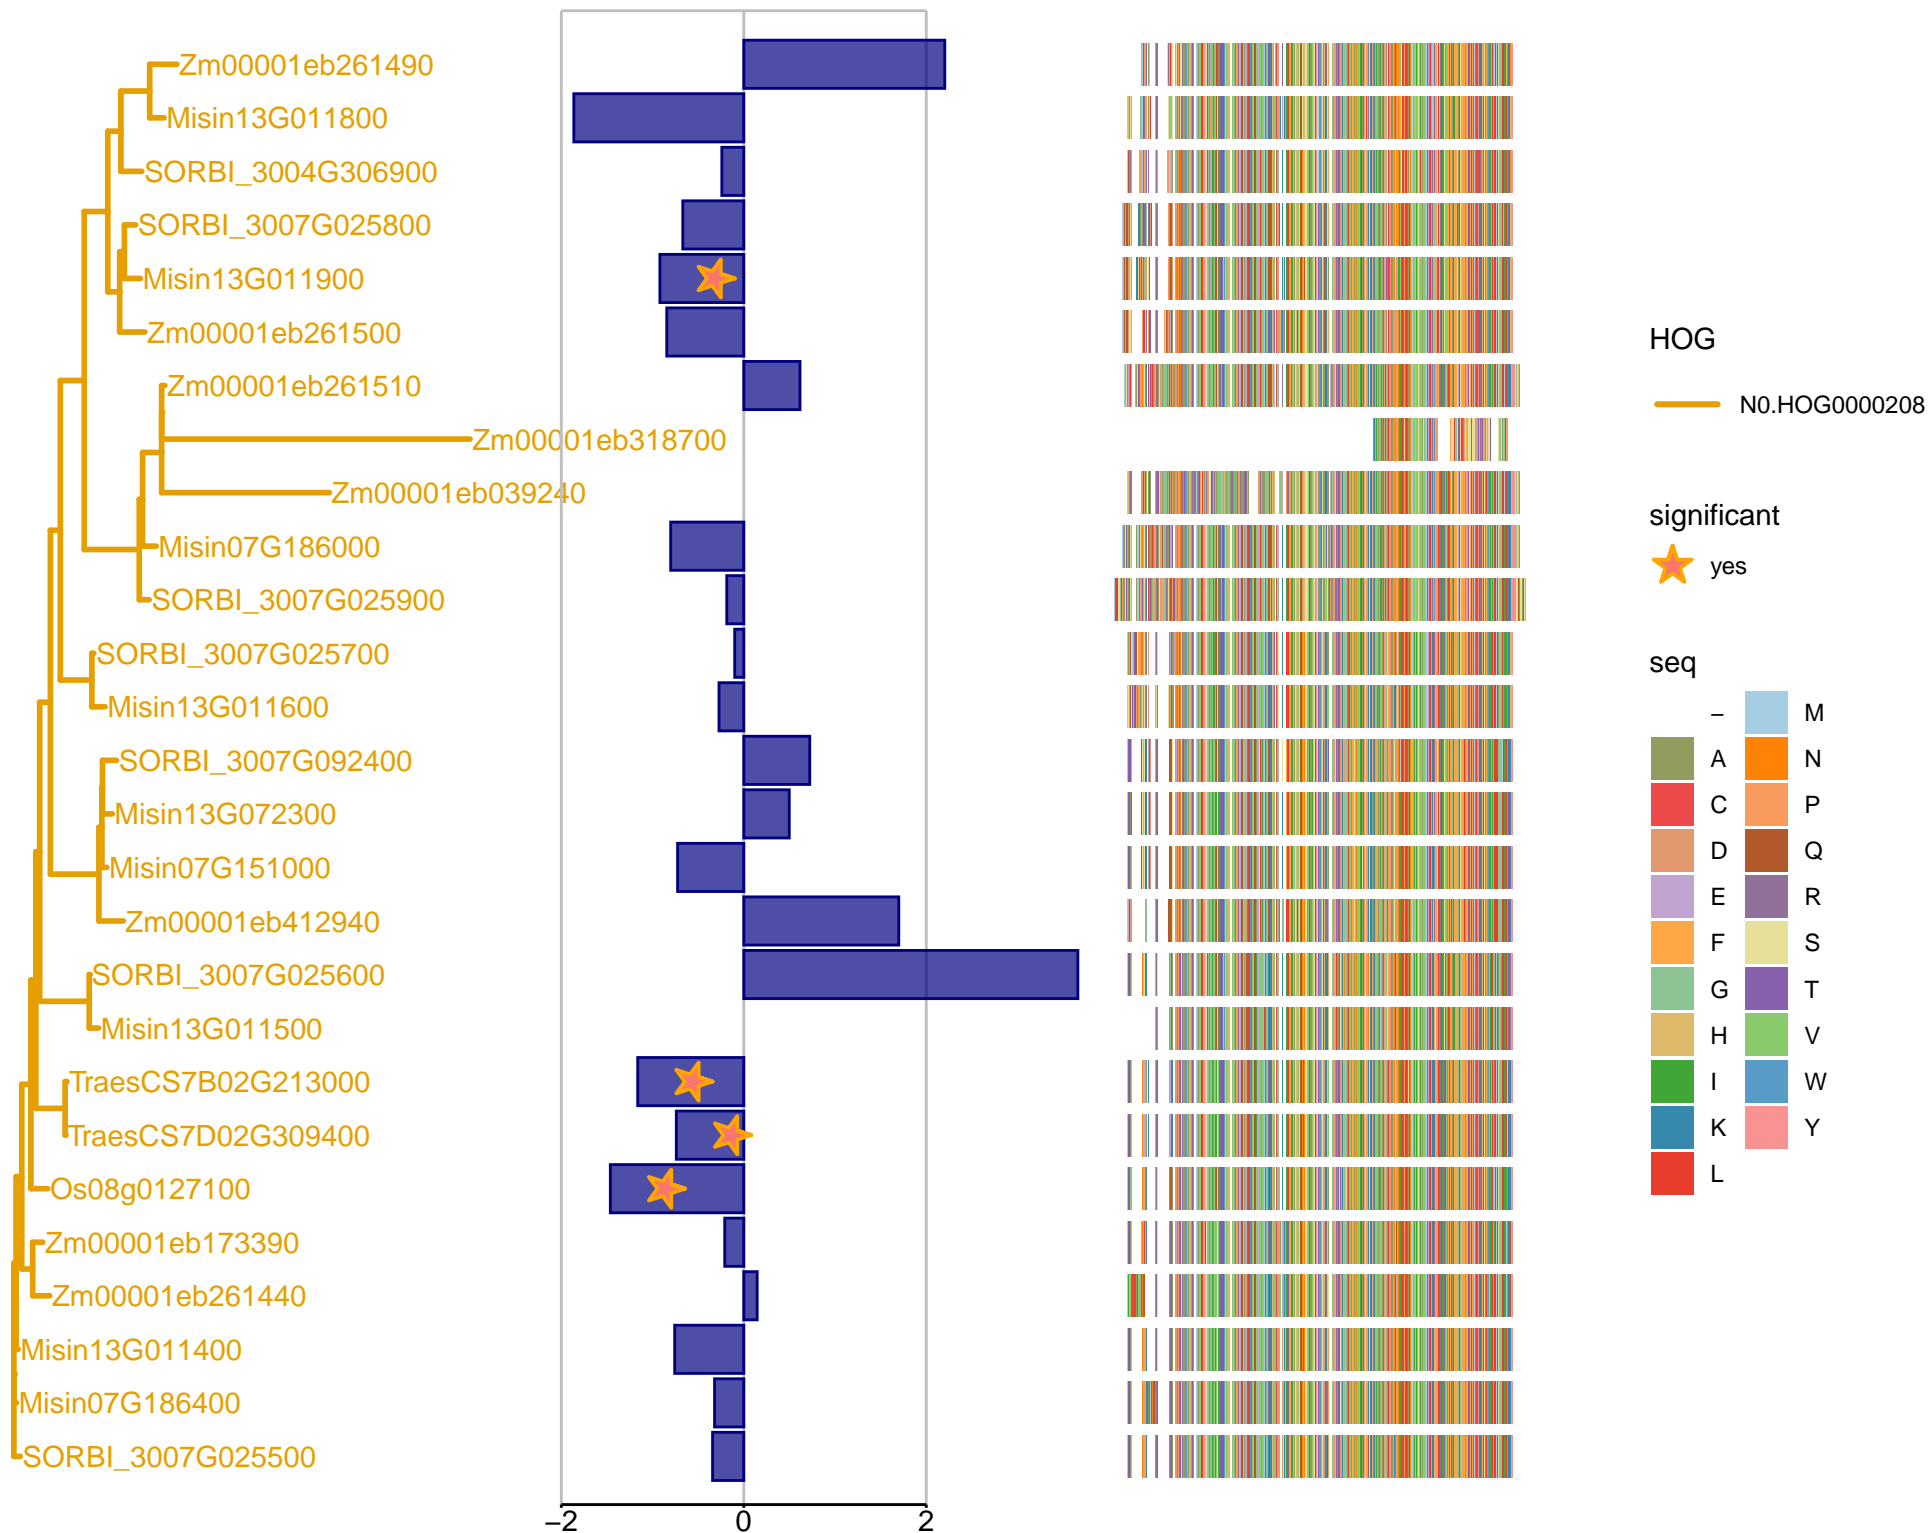 Zm00001eb261490
Misin13G011800
SORBI_3004G306900
SORBI_3007G025800
Misin13G011900
Zm00001eb261500
Zm00001eb261510
Zm00001eb318700
Zm00001eb039240
Misin07G186000
SORBI_3007G025900
SORBI_3007G025700
Misin13G011600
SORBI_3007G092400
Misin13G072300
Misin07G151000
Zm00001eb412940
SORBI_3007G025600
Misin13G011500
TraesCS7B02G213000
TraesCS7D02G309400
Os08g0127100
Zm00001eb173390
Zm00001eb261440
Misin13G011400
Misin07G186400
SORBI_3007G025500
−2 0 2
HOG
N0.HOG0000208
significant
yes
seq
– M
A N
C P
D Q
E R
F S
G T
H V
I W
K Y
L